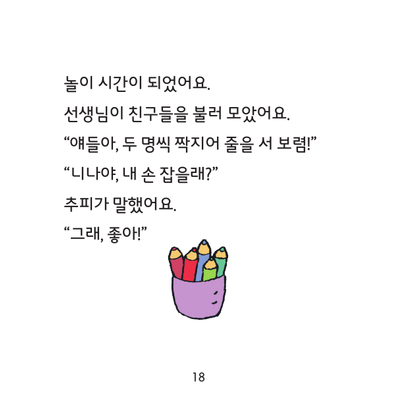 놀이 시간이 되었어요.
선생님이 친구들을 불러 모았어요.
“얘들아, 두 명씩 짝지어 줄을 서 보렴!”
“니나야, 내 손 잡을래?”
추피가 말했어요.
“그래, 좋아!”
18